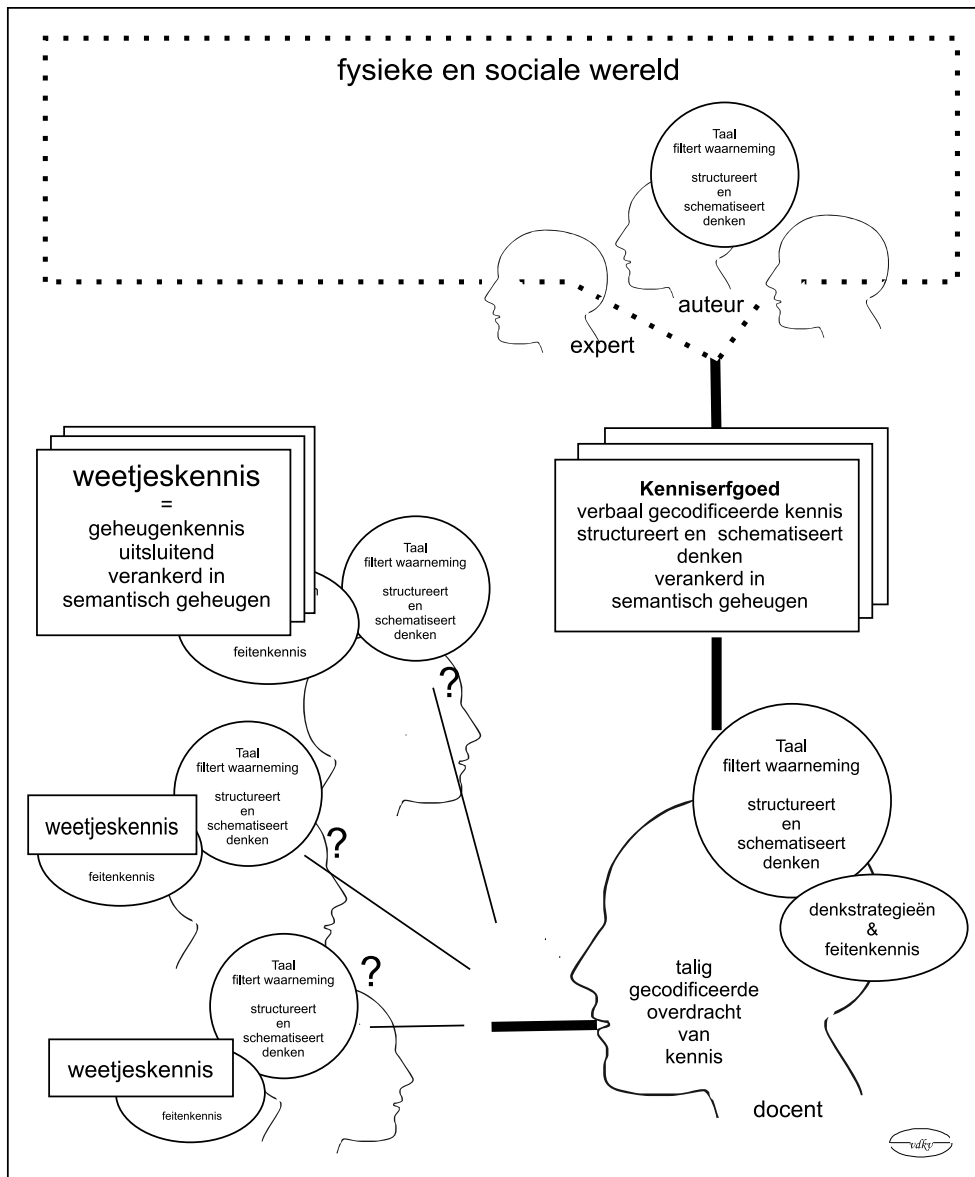 fysieke en sociale wereld
Taal
filtert waarneming
structureert
en
schematiseert
denken
auteur
expert
weetjeskennis
=
geheugenkennis
uitsluitend
verankerd in
semantisch geheugen
Kenniserfgoed
verbaal gecodificeerde kennis
structureert en schematiseert
denken
verankerd in
semantisch geheugen
Taal
filtert waarneming
structureert
en
schematiseert
denken
feitenkennis
?
Taal
filtert waarneming
structureert
en
schematiseert
denken
weetjeskennis
feitenkennis
?
Taal
filtert waarneming
structureert
en
schematiseert
denken
denkstrategieën
&
feitenkennis
talig
gecodificeerde
overdracht
van
kennis
docent
Taal
filtert waarneming
structureert
en
schematiseert
denken
?
weetjeskennis
feitenkennis
vdkv